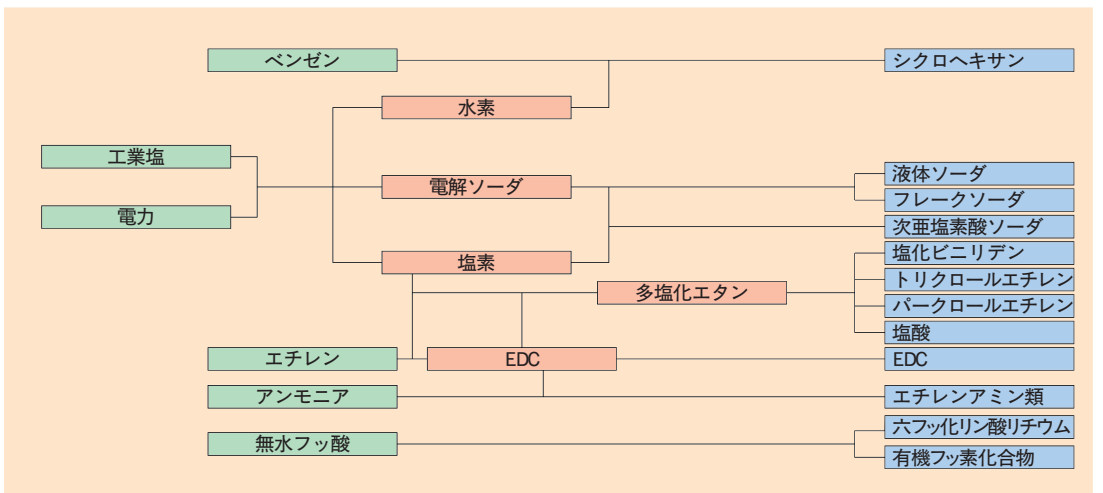 ベンゼン
シクロヘキサン
水素
工業塩
電解ソーダ
液体ソーダ
フレークソーダ
電力
次亜塩素酸ソーダ
塩素
塩化ビニリデン
多塩化エタン
トリクロールエチレン
パークロールエチレン
塩酸
エチレン
EDC
EDC
アンモニア
エチレンアミン類
無水フッ酸
六フッ化リン酸リチウム
有機フッ素化合物